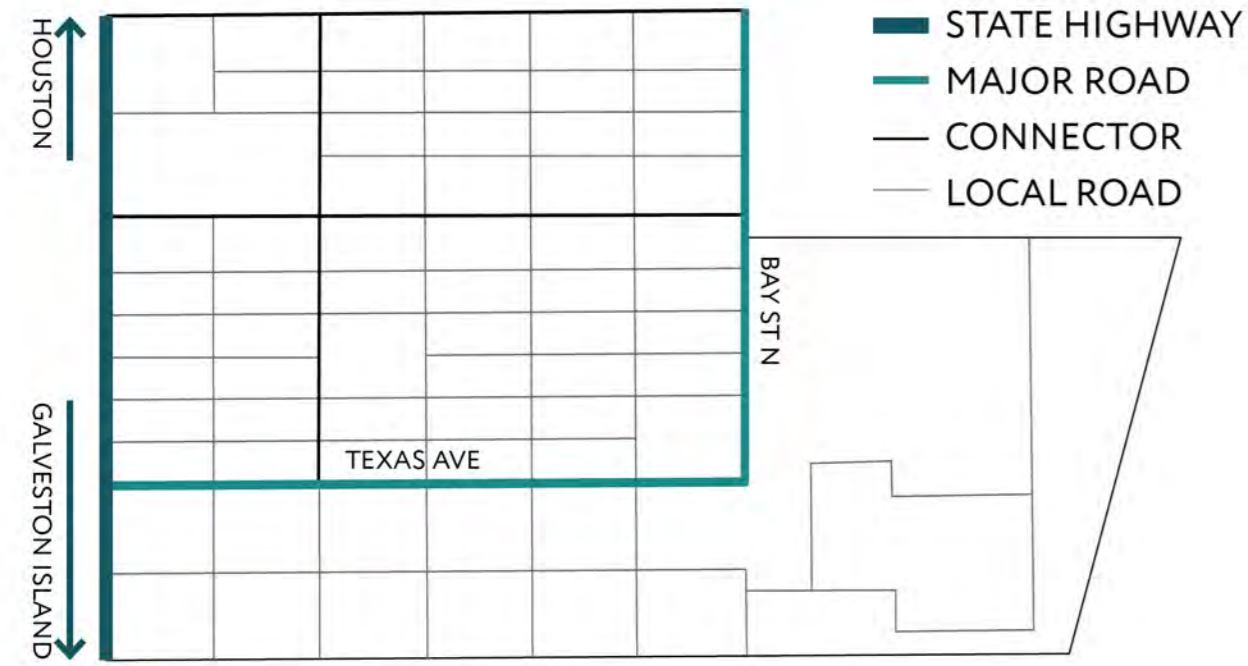 HOUSTON
GALVESTON ISLAND
TEXAS AVE
BAY ST N
STATE HIGHWAY
MAJOR ROAD
CONNECTOR
LOCAL ROAD